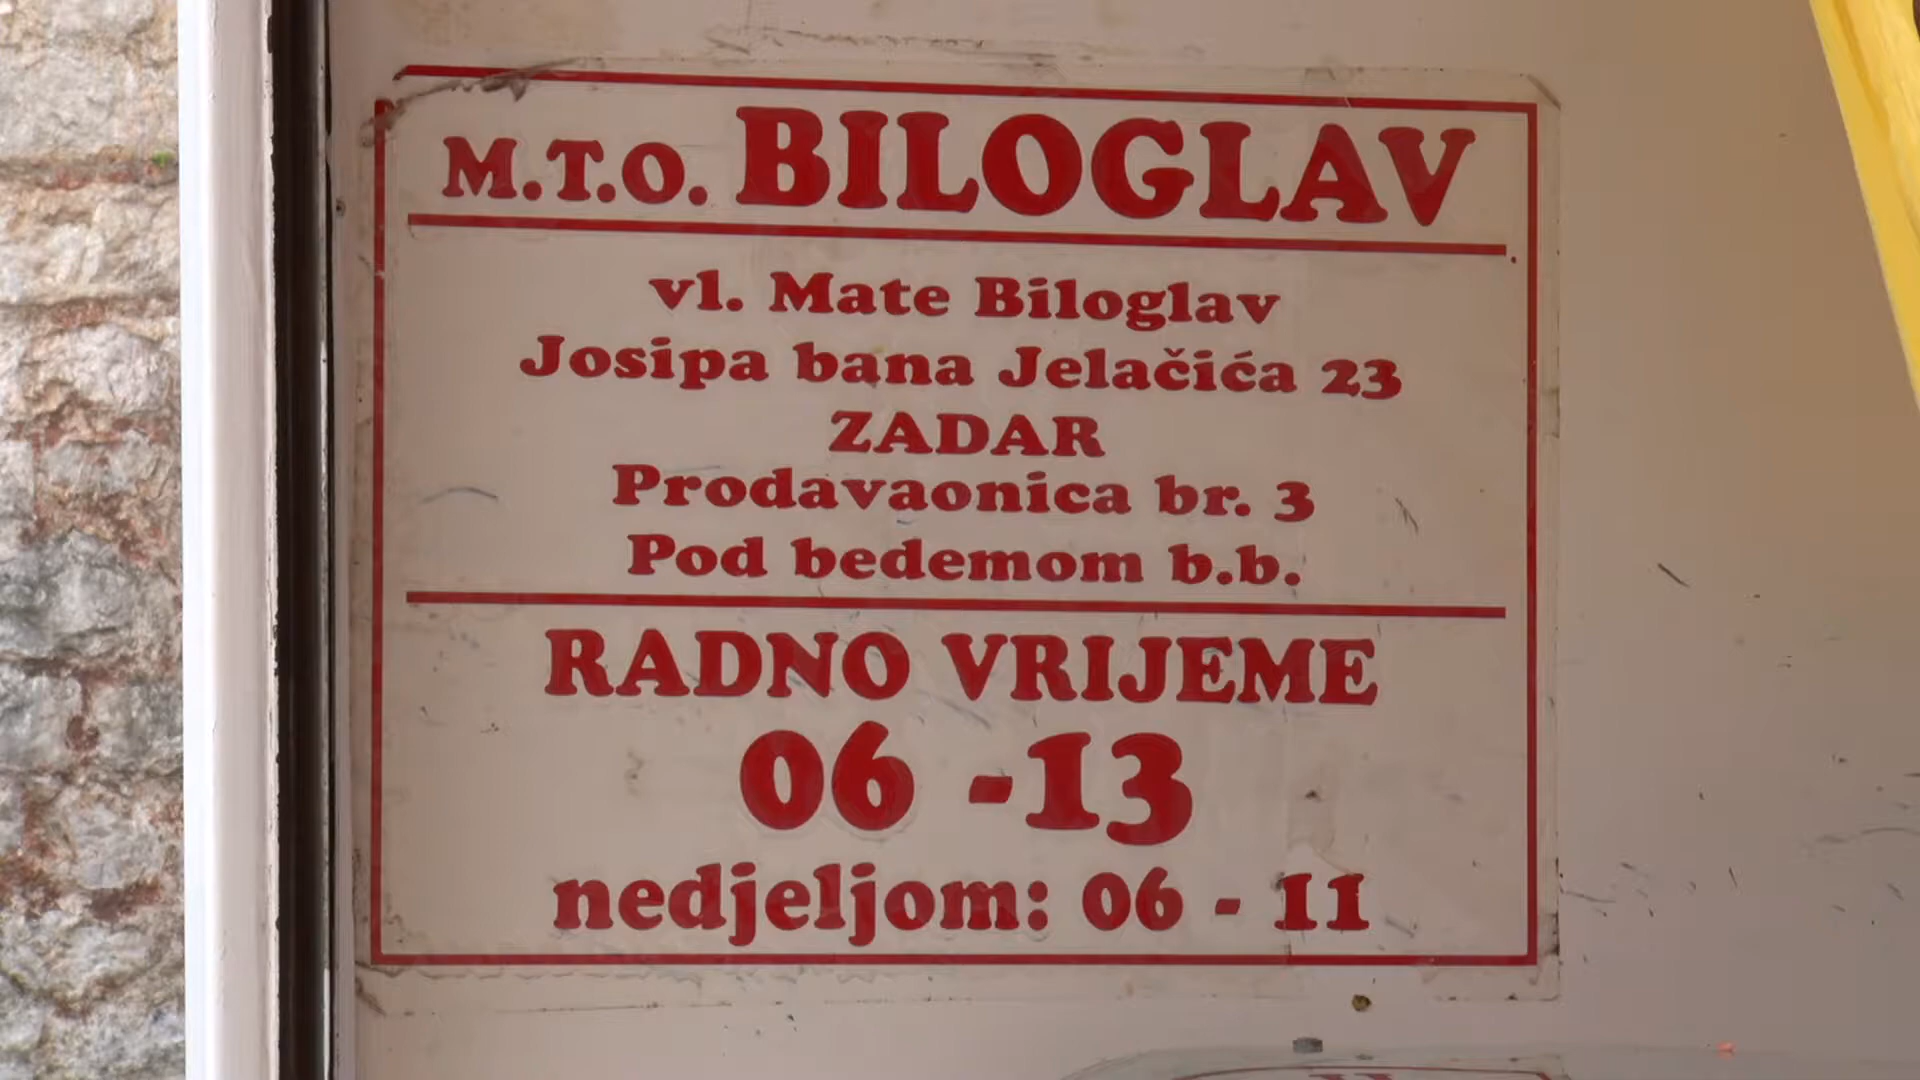 M.T.O. BILOGLAV
vl. Mate Biloglav
Josipa bana Jelačića 23
ZADAR
Prodavaonica br. 3
Pod bedemom b.b.
RADNO VRIJEME
06 -13
nedjeljom: 06 - 11